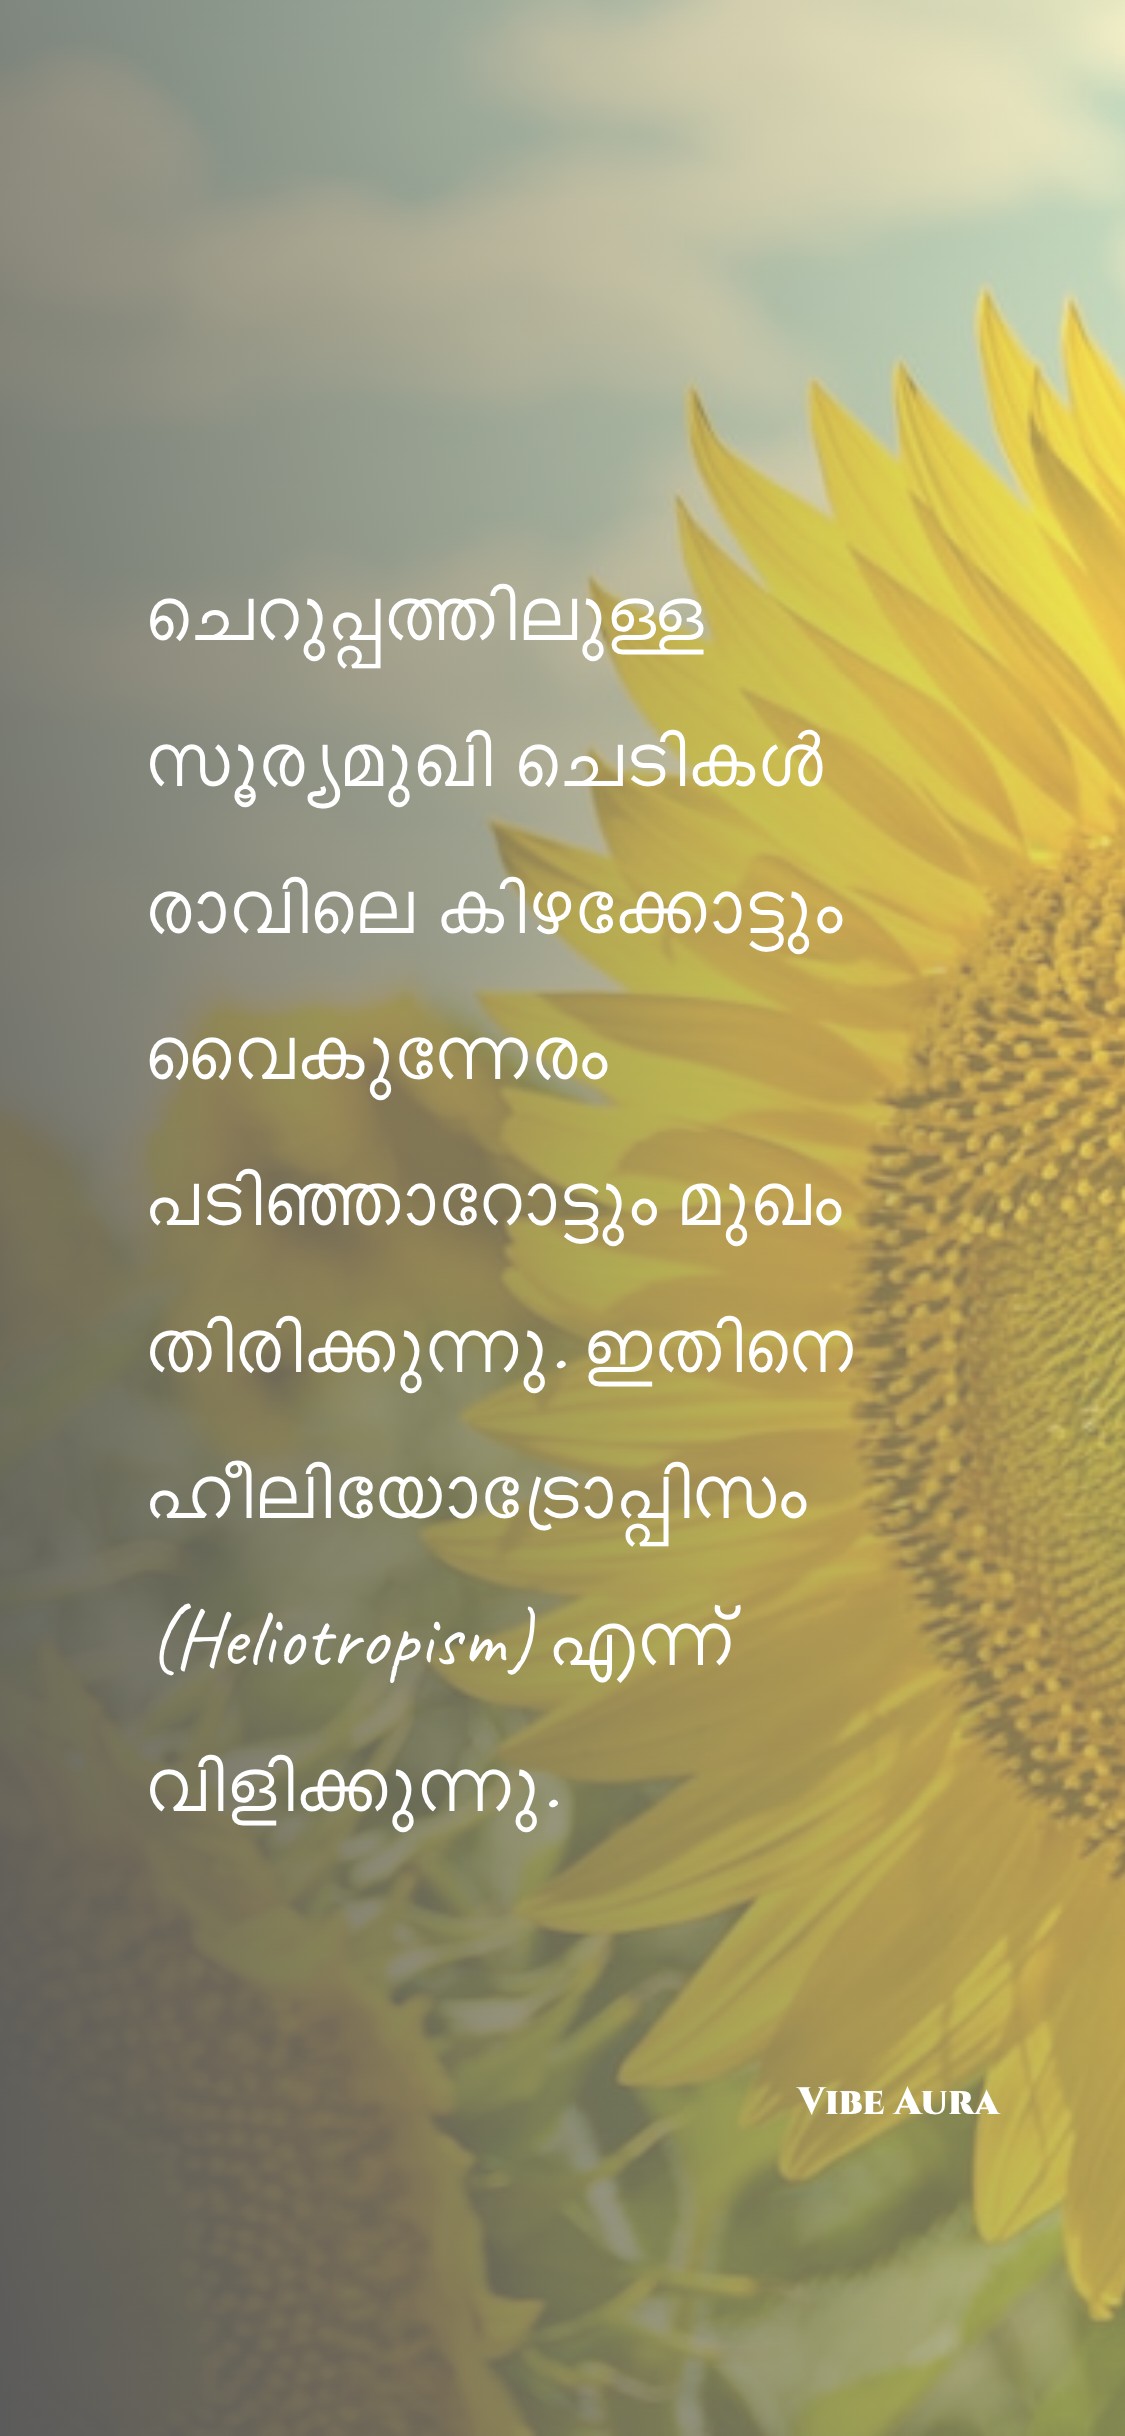 ചെറുപ്പത്തിലുള്ള
സൂര്യമുഖി ചെടികൾ
രാവിലെ കിഴക്കോട്ടും
വൈകുന്നേരം
പടിഞ്ഞാറോട്ടും മുഖം
തിരിക്കുന്നു. ഇതിനെ
ഹീലിയോട്രോപ്പിസം
(Heliotropism) എന്ന്
വിളിക്കുന്നു.
VIBE AURA